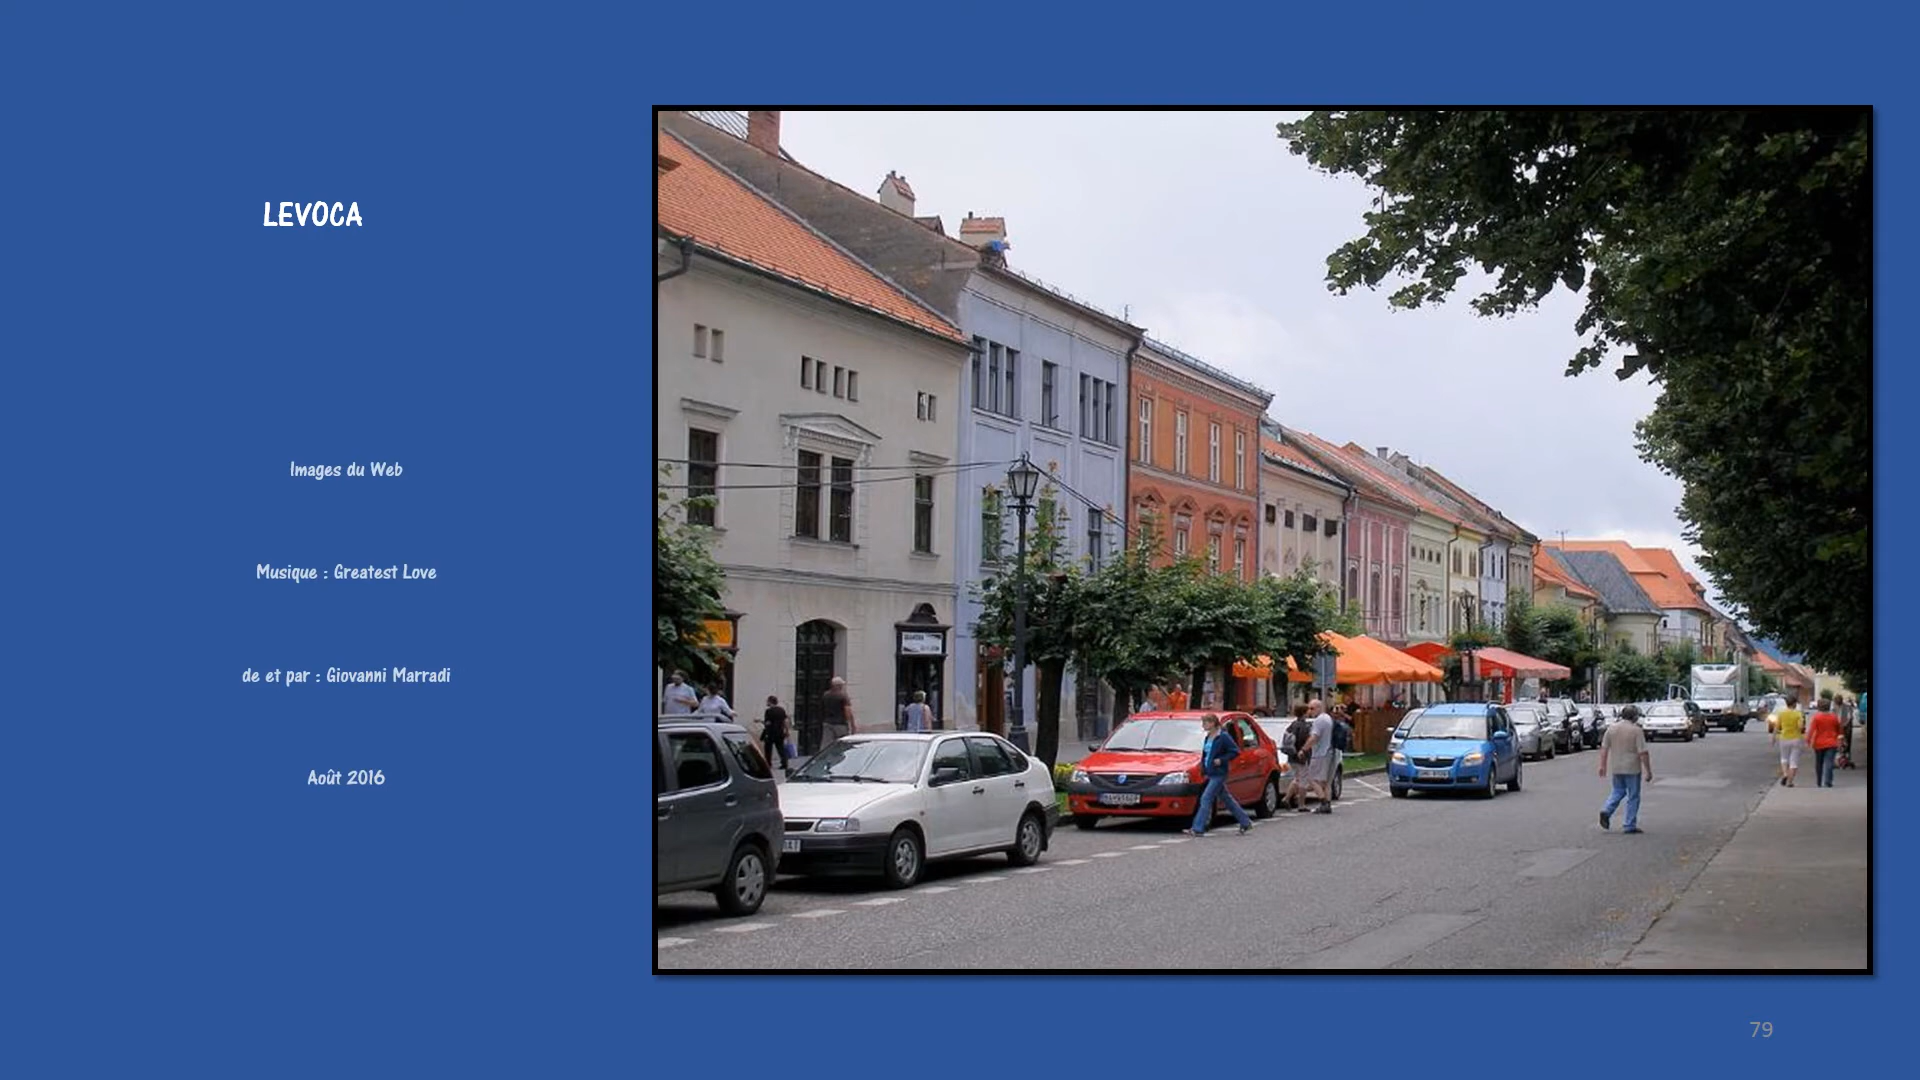 LEVOCA
Images du Web
Musique : Greatest Love
de et par : Giovanni Marradi
Août 2016
79